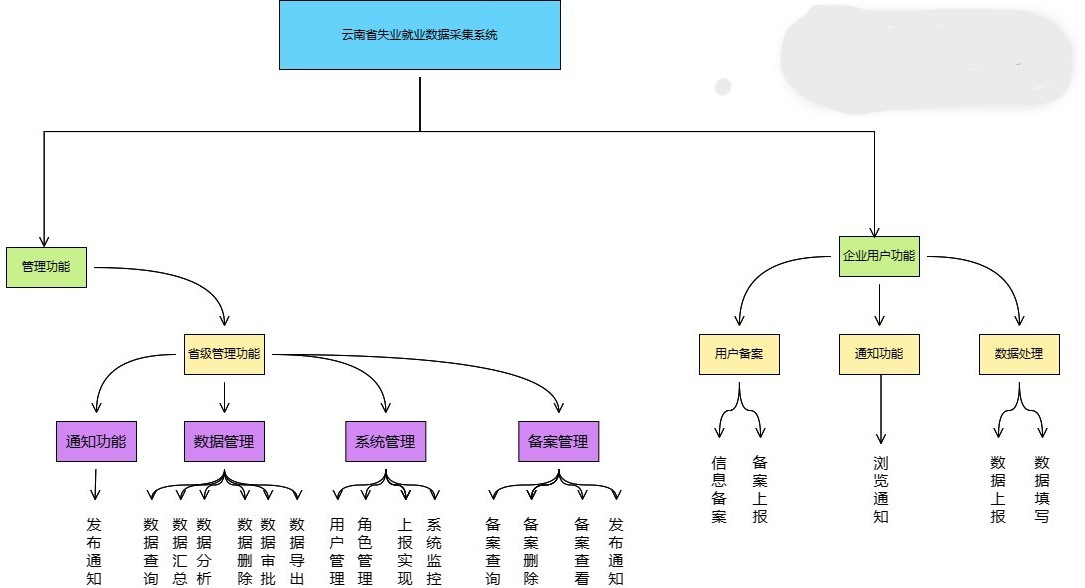 云南省失业就业数据采集系统
管理功能
企业用户功能
省级管理功能
用户备案
通知功能
数据处理
通知功能
数据管理
系统管理
备案管理
信息备案
备案上报
浏览通知
数据上报
数据填写
发布通知
数据查询
数据汇总
数据分析
数据删除
数据审批
数据导出
用户管理
角色管理
上报实现
系统监控
备案查询
备案删除
备案查看
发布通知